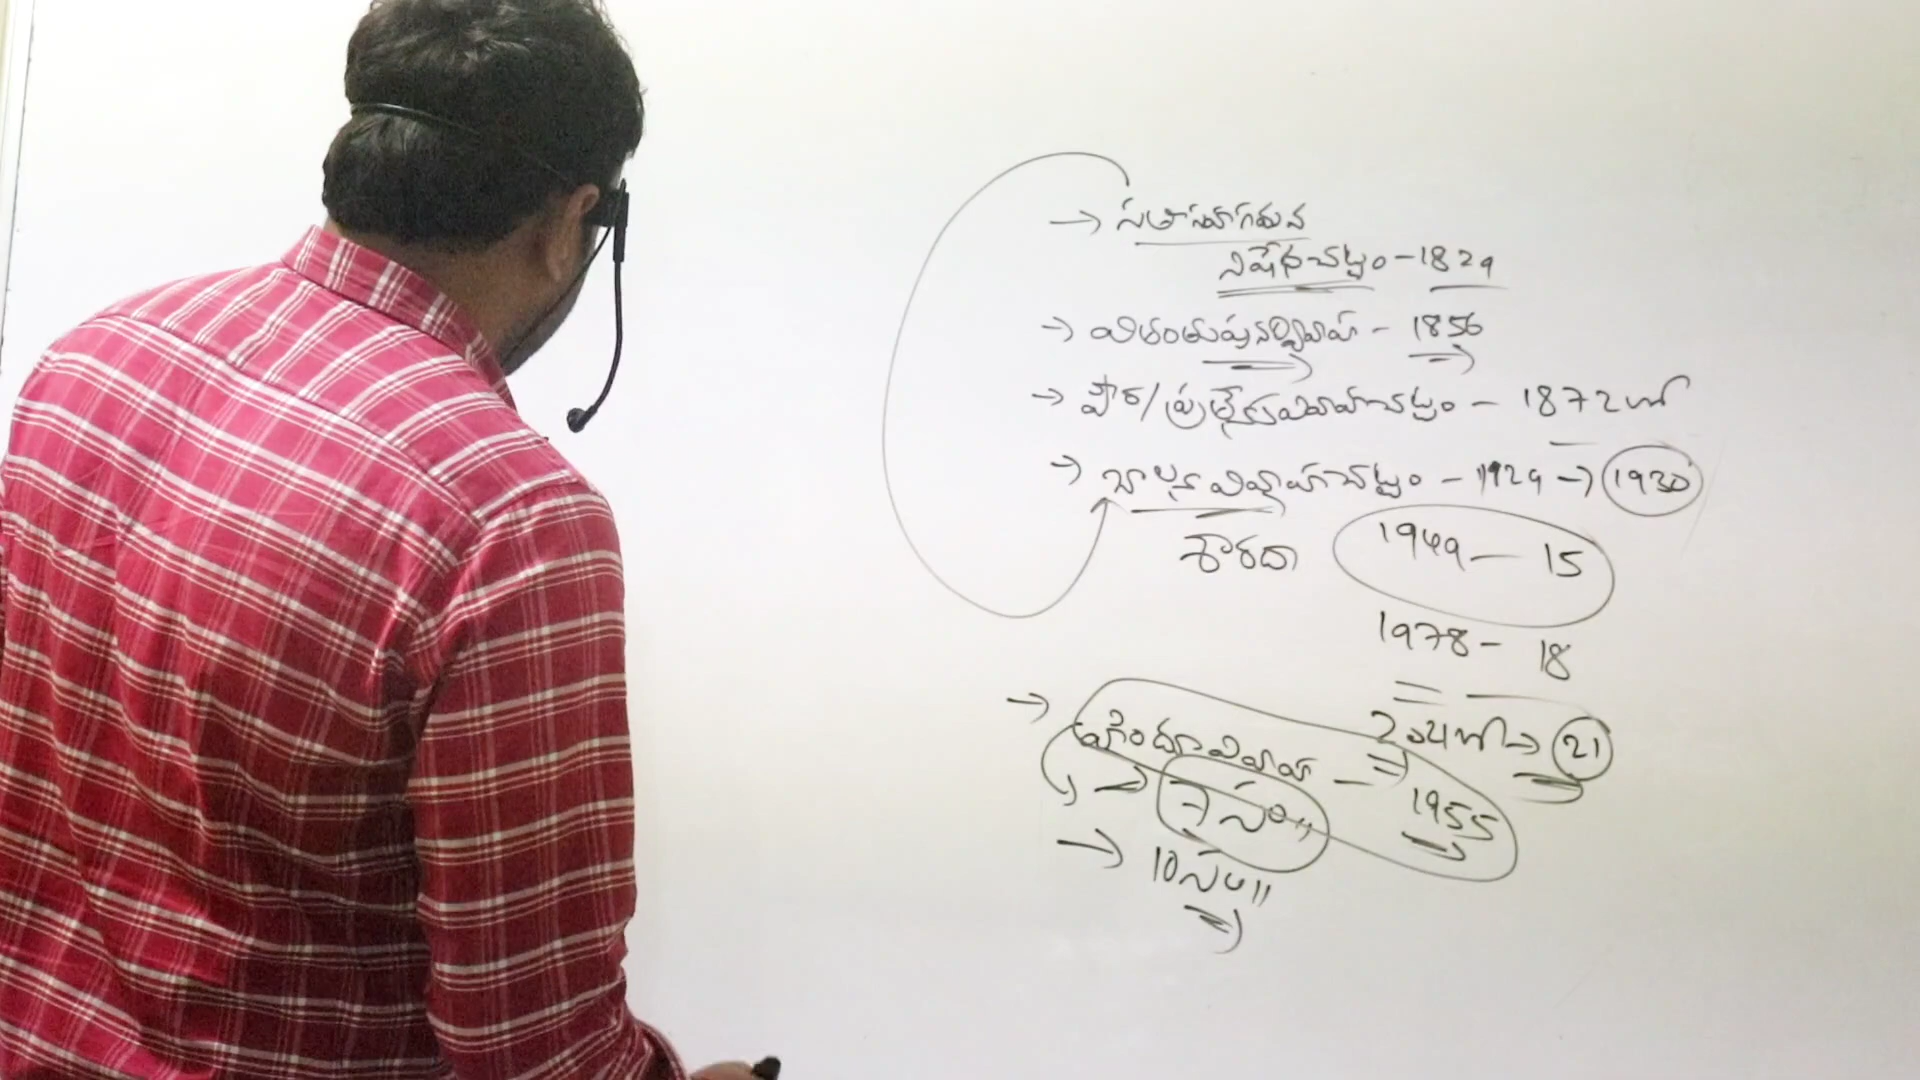 → సతీసహగమన
నిషేధచట్టం - 1829
→ వితంతుపునర్వివాహ - 1856
→ పౌర/ప్రత్యేకవివాహచట్టం - 1872లో
→ బాల్యవివాహచట్టం - 1929 → 1930
శారదా
1949 - 15
1978 - 18
2021లో → 21
→ హిందూవివాహ - 1955
→ 7సం॥
→ 10సం॥